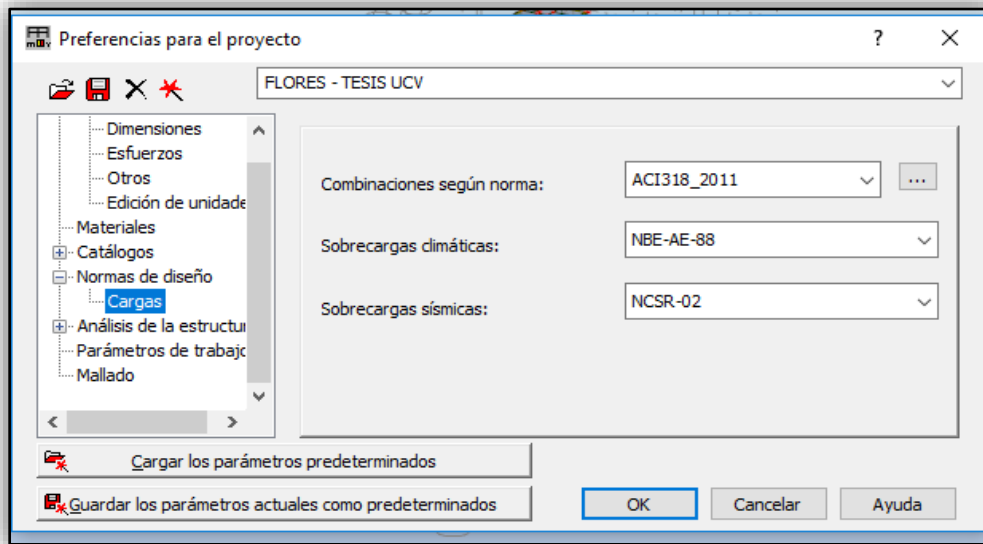 Preferencias para el proyecto
FLORES - TESIS UCV
Dimensiones
Esfuerzos
Otros
Edición de unidade
Materiales
Catálogos
Normas de diseño
Cargas
Análisis de la estructur
Parámetros de trabajo
Mallado
Combinaciones según norma:
ACI318_2011
...
Sobrecargas climáticas:
NBE-AE-88
Sobrecargas sísmicas:
NCSR-02
Cargar los parámetros predeterminados
Guardar los parámetros actuales como predeterminados
OK
Cancelar
Ayuda